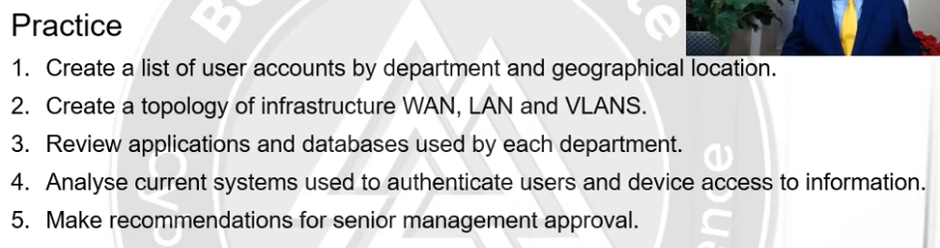 Practice
1. Create a list of user accounts by department and geographical location.
2. Create a topology of infrastructure WAN, LAN and VLANS.
3. Review applications and databases used by each department.
4. Analyse current systems used to authenticate users and device access to information.
5. Make recommendations for senior management approval.